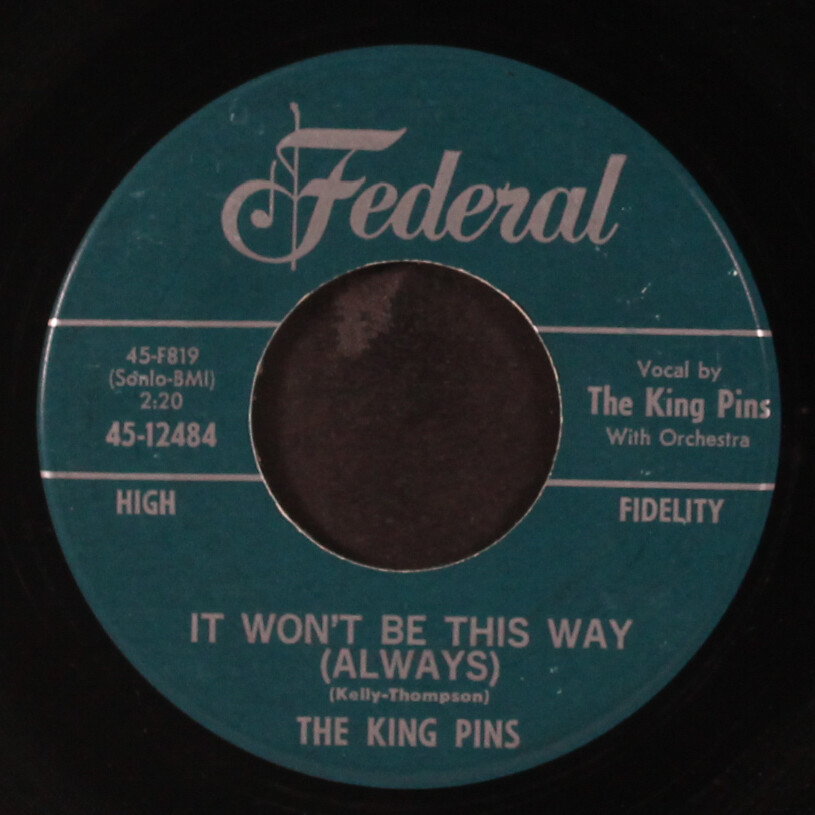 Federal
45-F819
(Sonlo-BMI)
2:20
45-12484
Vocal by
The King Pins
With Orchestra
HIGH
FIDELITY
IT WON'T BE THIS WAY
(ALWAYS)
(Kelly-Thompson)
THE KING PINS